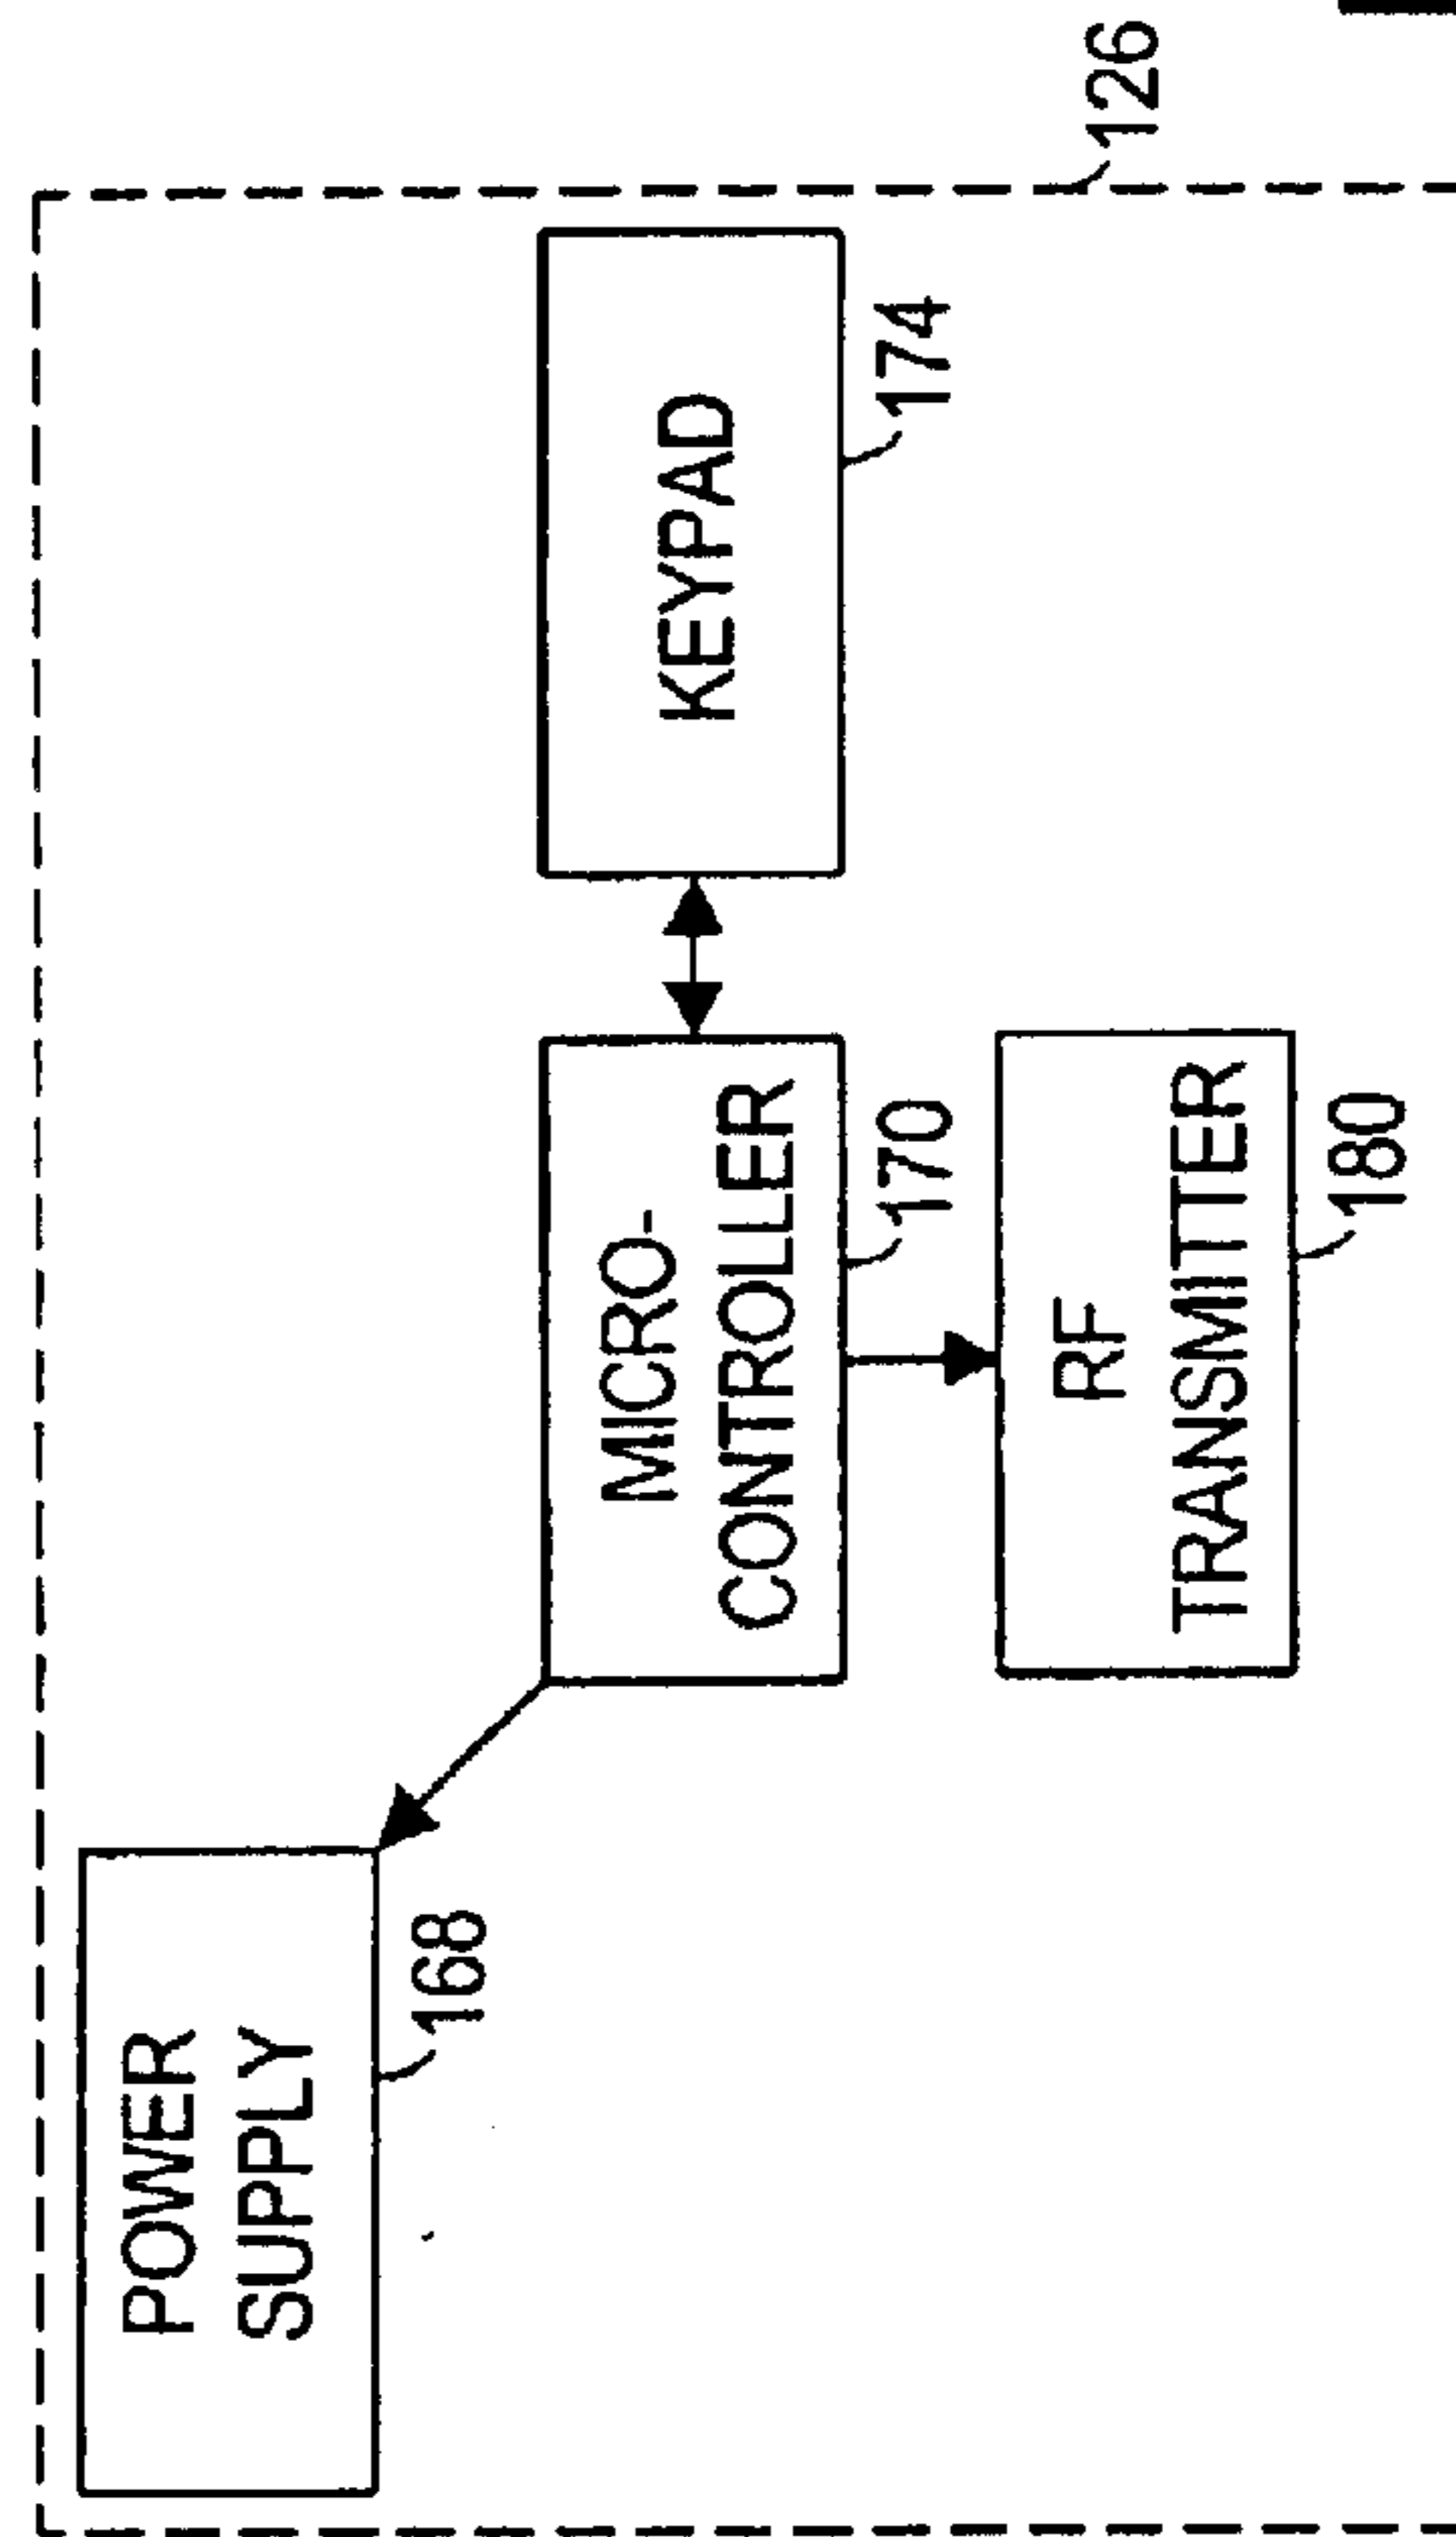 POWER
SUPPLY
168
MICRO-
CONTROLLER
170
KEYPAD
174
126
RF
TRANSMITTER
180